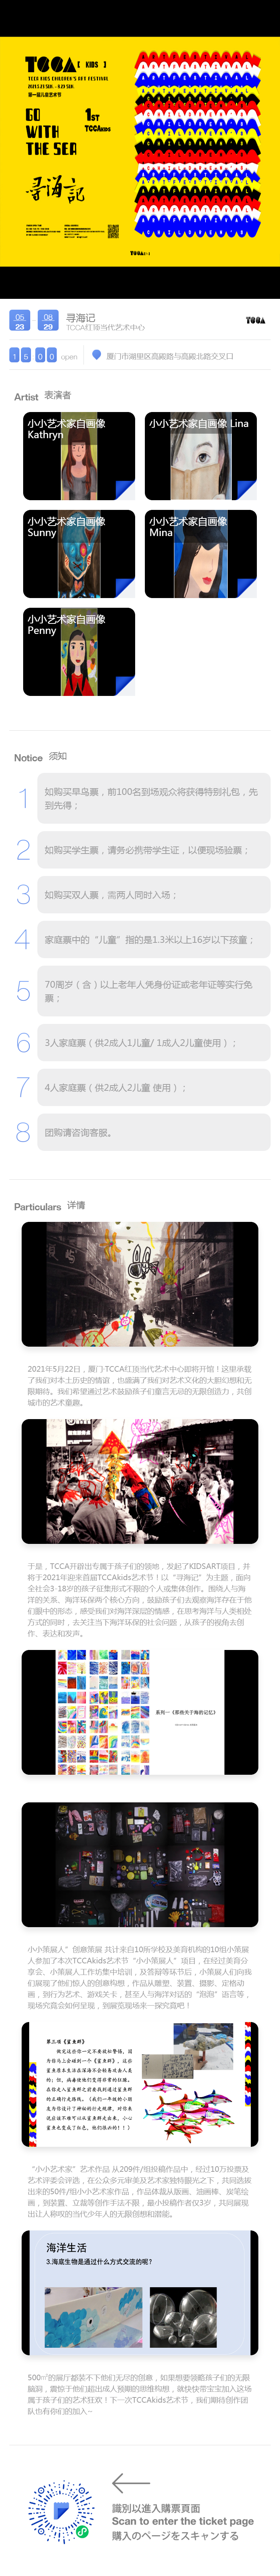 TCCA【 KIDS 】
TCCA KIDS CHILDREN'S ART FESTIVAL
第一届儿童艺术节
GO
WITH
THE SEA
1ST
TCCAkids
寻海记
05
23
08
29
寻海记
TCCA红顶当代艺术中心
TCCA
15 00 open
厦门市湖里区高殿路与高殿北路交叉口
Artist 表演者
小小艺术家自画像
Kathryn
小小艺术家自画像 Lina
小小艺术家自画像
Sunny
小小艺术家自画像
Mina
小小艺术家自画像
Penny
Notice 须知
1 如购买早鸟票，前100名到场观众将获得特别礼包，先
到先得；
2 如购买学生票，请务必携带学生证，以便现场验票；
3 如购买双人票，需两人同时入场；
4 家庭票中的“儿童”指的是1.3米以上16岁以下孩童；
5 70周岁（含）以上老年人凭身份证或老年证等实行免
票；
6 3人家庭票（供2成人1儿童/ 1成人2儿童使用）；
7 4人家庭票（供2成人2儿童 使用）；
8 团购请咨询客服。
Particulars 详情
2021年5月22日，厦门·TCCA红顶当代艺术中心即将开馆！这里承载
了我们对本土历史的情谊，也盛满了我们对艺术文化的大胆幻想和无
限期待。我们希望通过艺术鼓励孩子们童言无忌的无限创造力，共创
城市的艺术童趣。
于是，TCCA开辟出专属于孩子们的领地，发起了KIDSART项目，并
将于2021年迎来首届TCCAkids艺术节！以“寻海记”为主题，面向
全社会3-18岁的孩子征集形式不限的个人或集体创作。围绕人与海
洋的关系、海洋环保两个核心方向，鼓励孩子们去观察海洋存在于他
们眼中的形态，感受我们对海洋深层的情感，在思考海洋与人类相处
方式的同时，去关注当下海洋环保的社会问题，从孩子的视角去创
作、表达和发声。
系列一《那些关于海的记忆》
小小策展人”创意策展 共计来自10所学校及美育机构的10组小策展
人参加了本次TCCAkids艺术节“小小策展人”项目，在经过美育分
享会、小策展人工作坊集中培训，及答辩等环节后，小策展人们向我
们展现了他们惊人的创意构想，作品从雕塑、装置、摄影、定格动
画，到行为艺术、游戏关卡，甚至人与海洋对话的“泡泡”语言等，
现场究竟会如何呈现，到展览现场来一探究竟吧！
第三项《鲨鱼群》
“小小艺术家”艺术作品 从209件/组投稿作品中，经过10万投票及
艺术评委会评选，在公众多元审美及艺术家独特眼光之下，共同选拔
出来的50件/组小小艺术家作品，作品体裁从版画、油画棒、炭笔绘
画，到装置、立裁等创作手法不限，最小投稿作者仅3岁，共同展现
出让人称叹的当代少年人的无限创想和潜能。
海洋生活
3.海底生物是通过什么方式交流的呢?
500㎡的展厅都装不下他们无尽的创意，如果想要领略孩子们的无限
脑洞，震惊于他们超出成人预期的思维构想，就快快带宝宝加入这场
属于孩子们的艺术狂欢！下一次TCCAkids艺术节，我们期待创作团
队也有你们的加入~
識別以進入購票頁面
Scan to enter the ticket page
購入のページをスキャンする